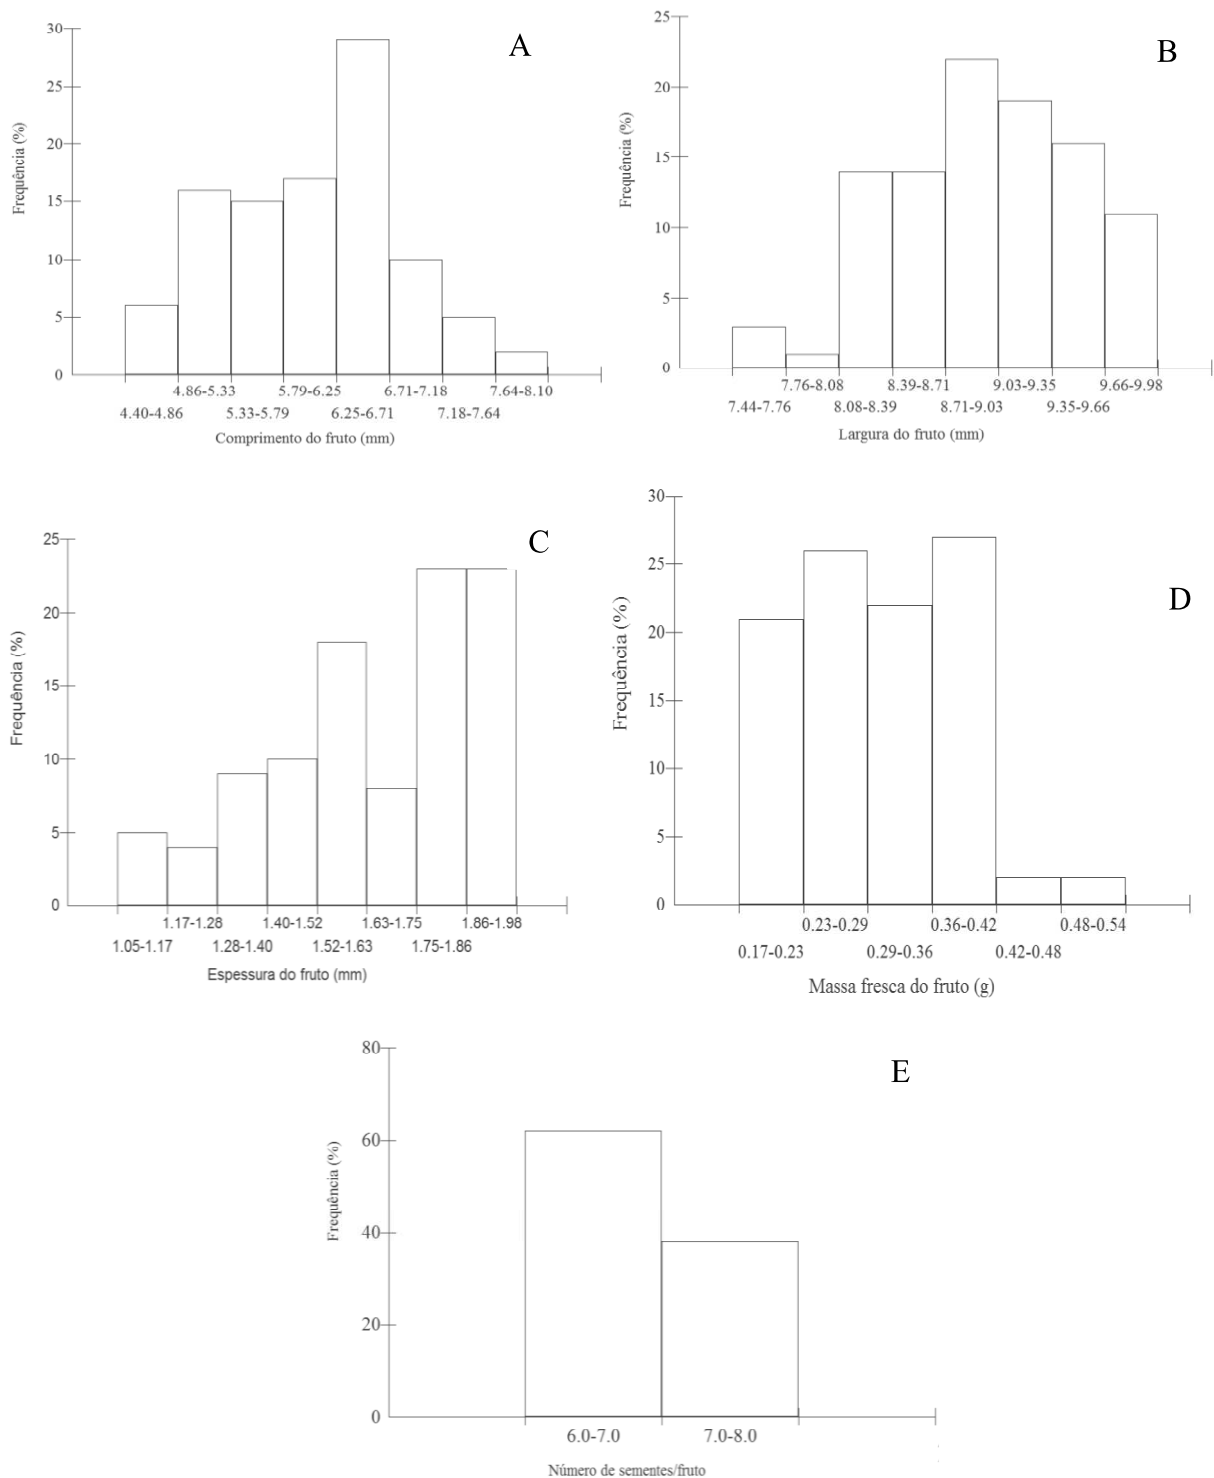 A
Frequência (%)
30
25
20
15
10
5
0
4.86-5.33 5.79-6.25 6.71-7.18 7.64-8.10
4.40-4.86 5.33-5.79 6.25-6.71 7.18-7.64
Comprimento do fruto (mm)
B
Frequência (%)
25
20
15
10
5
0
7.76-8.08 8.39-8.71 9.03-9.35 9.66-9.98
7.44-7.76 8.08-8.39 8.71-9.03 9.35-9.66
Largura do fruto (mm)
C
Frequência (%)
25
20
15
10
5
0
1.17-1.28 1.40-1.52 1.63-1.75 1.86-1.98
1.05-1.17 1.28-1.40 1.52-1.63 1.75-1.86
Espessura do fruto (mm)
D
Frequência (%)
30
25
20
15
10
5
0
0.23-0.29 0.36-0.42 0.48-0.54
0.17-0.23 0.29-0.36 0.42-0.48
Massa fresca do fruto (g)
E
Frequência (%)
80
60
40
20
0
6.0-7.0 7.0-8.0
Número de sementes/fruto